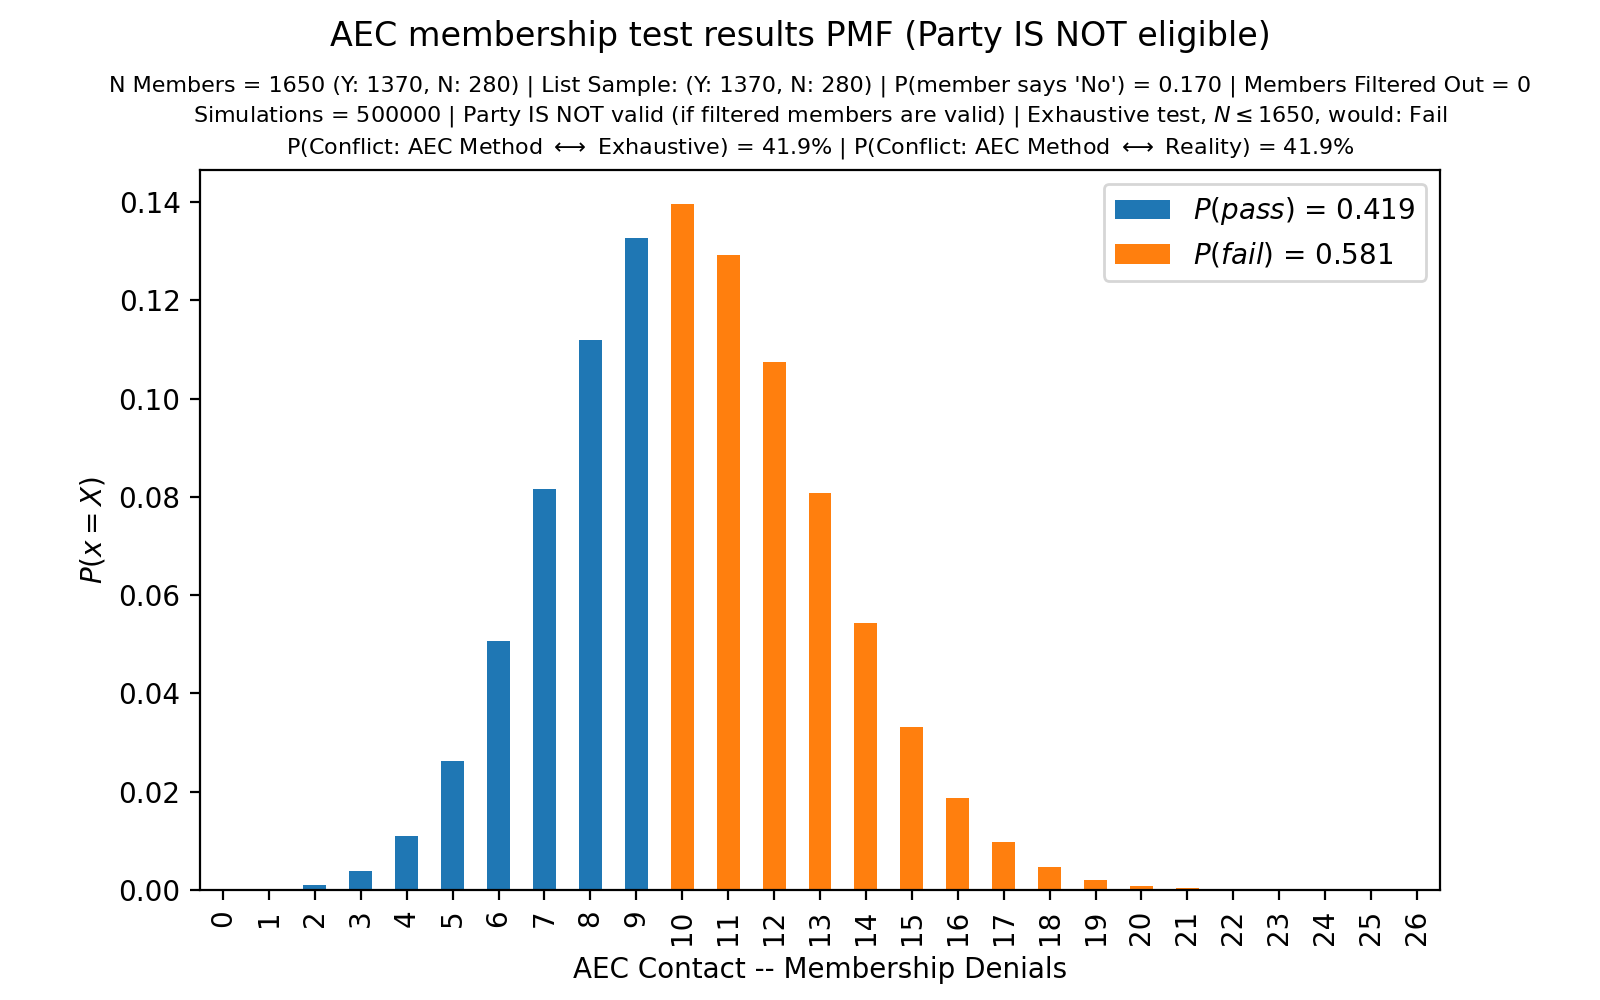 AEC membership test results PMF (Party IS NOT eligible)
N Members = 1650 (Y: 1370, N: 280) | List Sample: (Y: 1370, N: 280) | P(member says 'No') = 0.170 | Members Filtered Out = 0
Simulations = 500000 | Party IS NOT valid (if filtered members are valid) | Exhaustive test, N ≤ 1650, would: Fail
P(Conflict: AEC Method ⟷ Exhaustive) = 41.9% | P(Conflict: AEC Method ⟷ Reality) = 41.9%
P(pass) = 0.419
P(fail) = 0.581
0.14
0.12
0.10
0.08
0.06
0.04
0.02
0.00
P(x = X)
0 1 2 3 4 5 6 7 8 9 10 11 12 13 14 15 16 17 18 19 20 21 22 23 24 25 26
AEC Contact -- Membership Denials